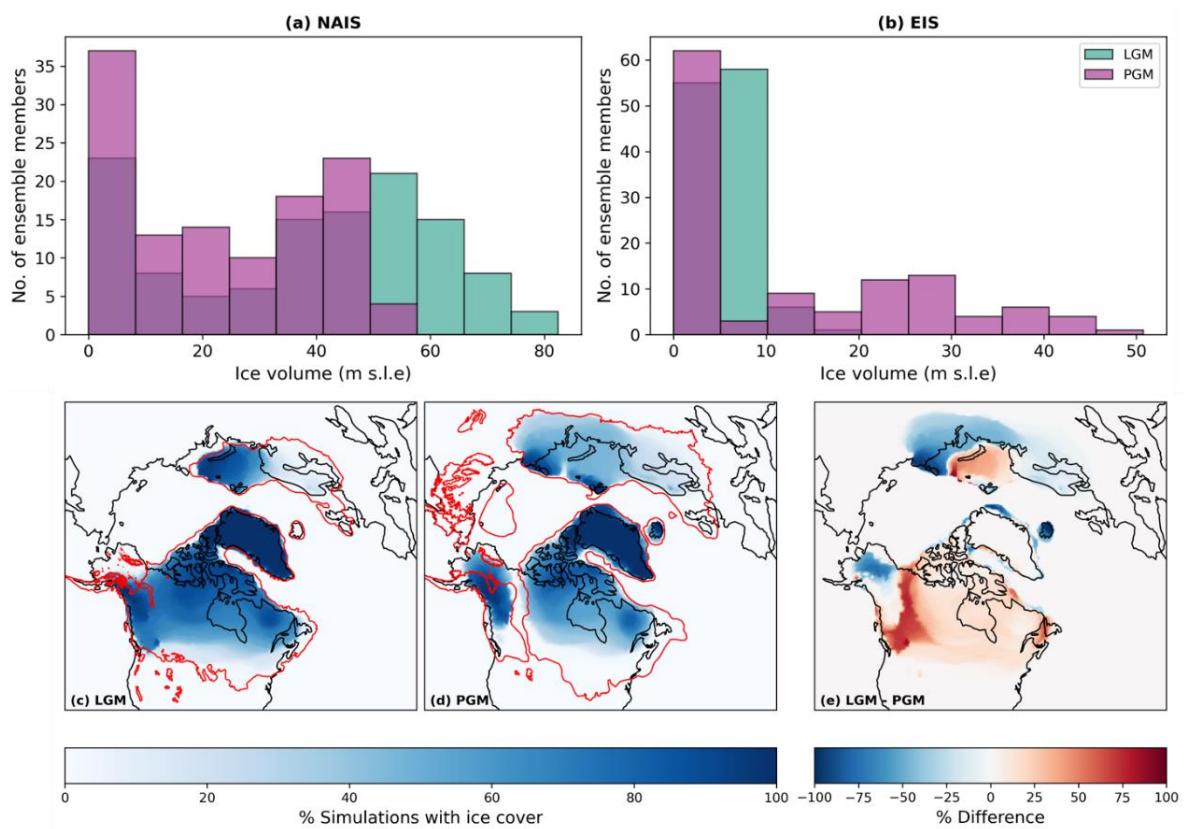 (a) NAIS
(b) EIS
No. of ensemble members
35
30
25
20
15
10
5
0
0 20 40 60 80
Ice volume (m s.l.e)
No. of ensemble members
60
50
40
30
20
10
0
0 10 20 30 40 50
Ice volume (m s.l.e)
LGM
PGM
(c) LGM
(d) PGM
(e) LGM - PGM
0 20 40 60 80 100
% Simulations with ice cover
−100 −75 −50 −25 0 25 50 75 100
% Difference